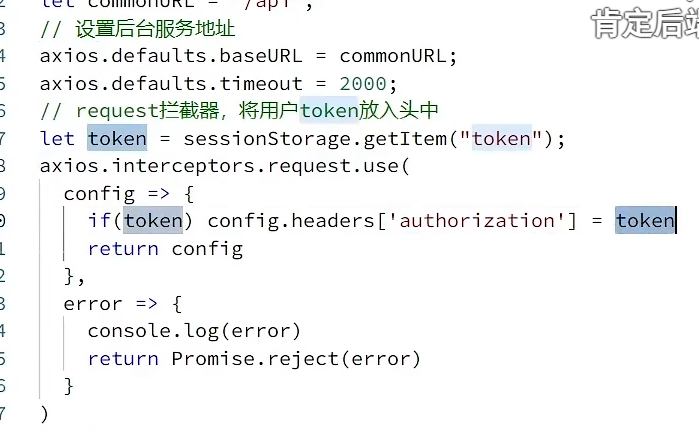 let commonURL = "/api";
肯定后端
// 设置后台服务地址
axios.defaults.baseURL = commonURL;
axios.defaults.timeout = 2000;
// request拦截器，将用户token放入头中
let token = sessionStorage.getItem("token");
axios.interceptors.request.use(
config => {
if(token) config.headers['authorization'] = token
return config
},
error => {
console.log(error)
return Promise.reject(error)
}
)